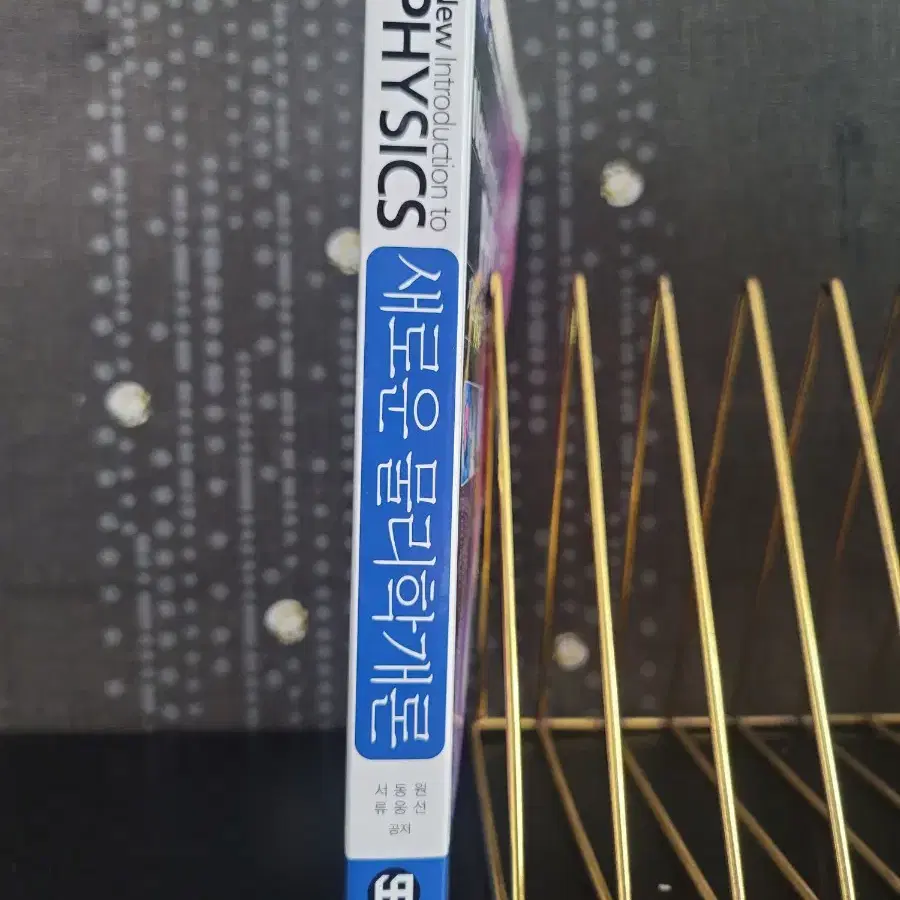 New Introduction to
PHYSICS
새로운 물리학개론
서동원
류웅선
공저